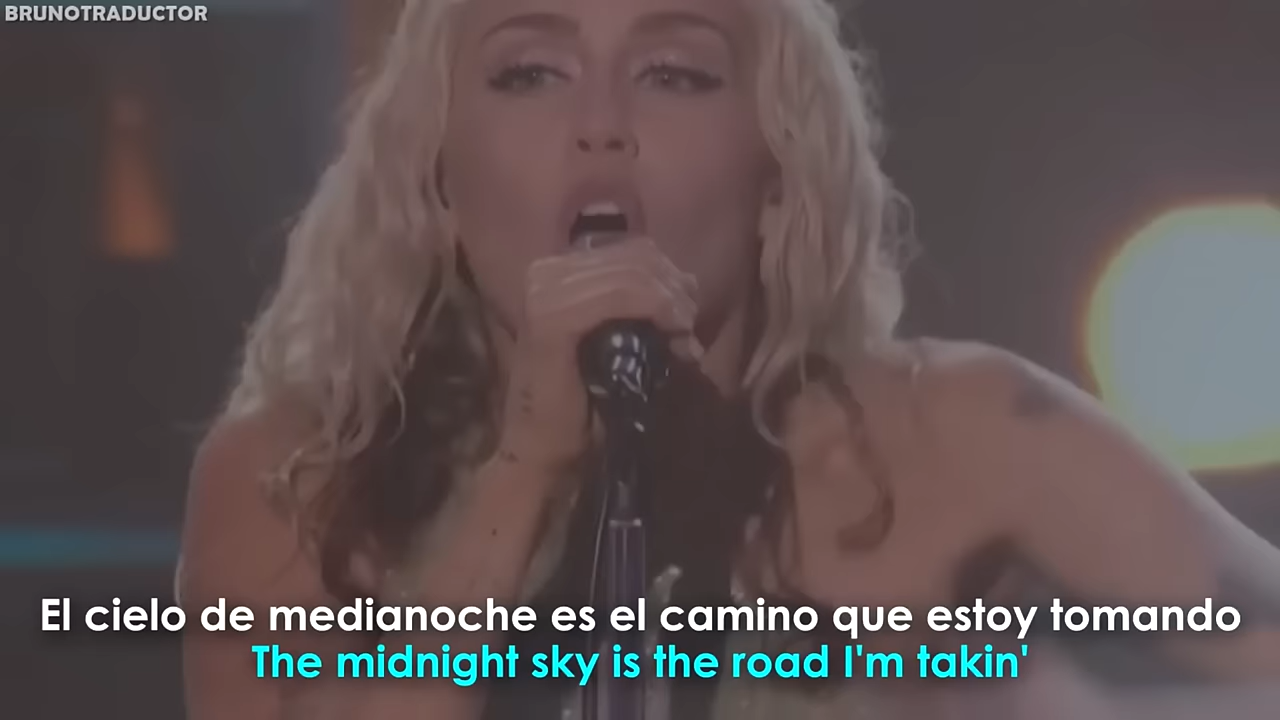 BRUNOTRADUCTOR
El cielo de medianoche es el camino que estoy tomando
The midnight sky is the road I'm takin'